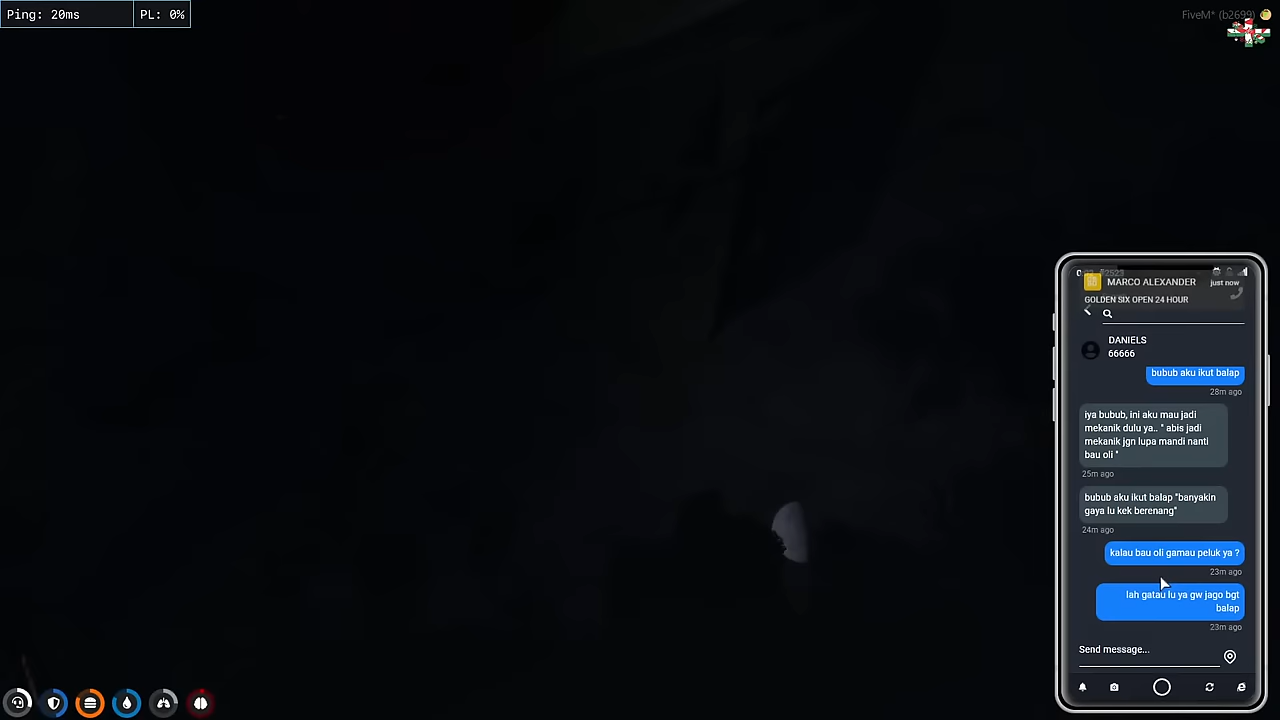 Ping: 20ms
PL: 0%
FiveM* (b2699)
MARCO ALEXANDER
just now
GOLDEN SIX OPEN 24 HOUR
DANIELS
66666
bubub aku ikut balap
28m ago
iya bubub, ini aku mau jadi
mekanik dulu ya.. " abis jadi
mekanik jgn lupa mandi nanti
bau oli "
25m ago
bubub aku ikut balap "banyakin
gaya lu kek berenang"
24m ago
kalau bau oli gamau peluk ya ?
23m ago
lah gatau lu ya gw jago bgt
balap
23m ago
Send message...